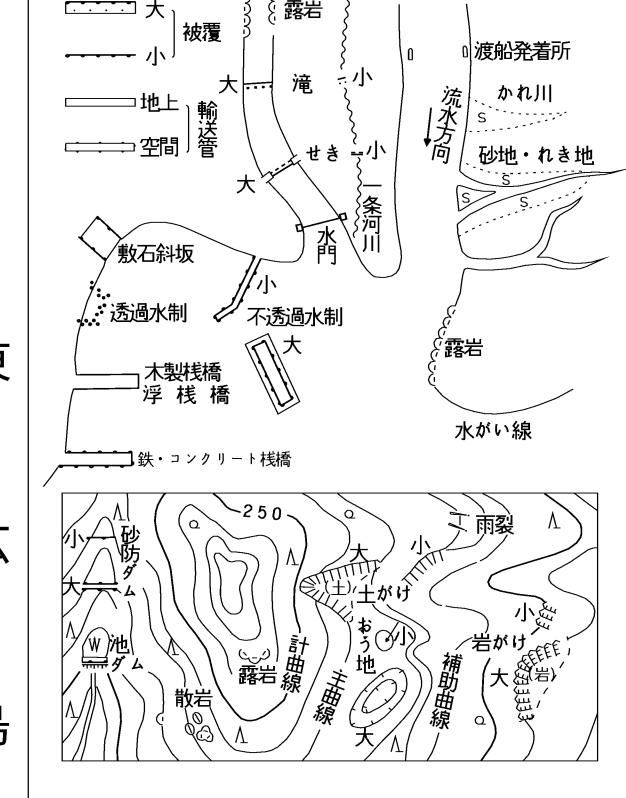 大
被覆
小
地上
輸送管
空間
露岩
大
滝
小
せき
小
大
一条河川
水門
渡船発着所
流水方向
かれ川
S
砂地・れき地
S
S
S
敷石斜坂
小
透過水制
不透過水制
大
木製桟橋
浮桟橋
鉄・コンクリート桟橋
露岩
水がい線
250
小
砂防ダム
大
W
池
ダム
大
小
雨裂
(土)
土がけ
小
おう地
小
岩がけ
大
(岩)
露岩
計曲線
主曲線
補助曲線
散岩
大